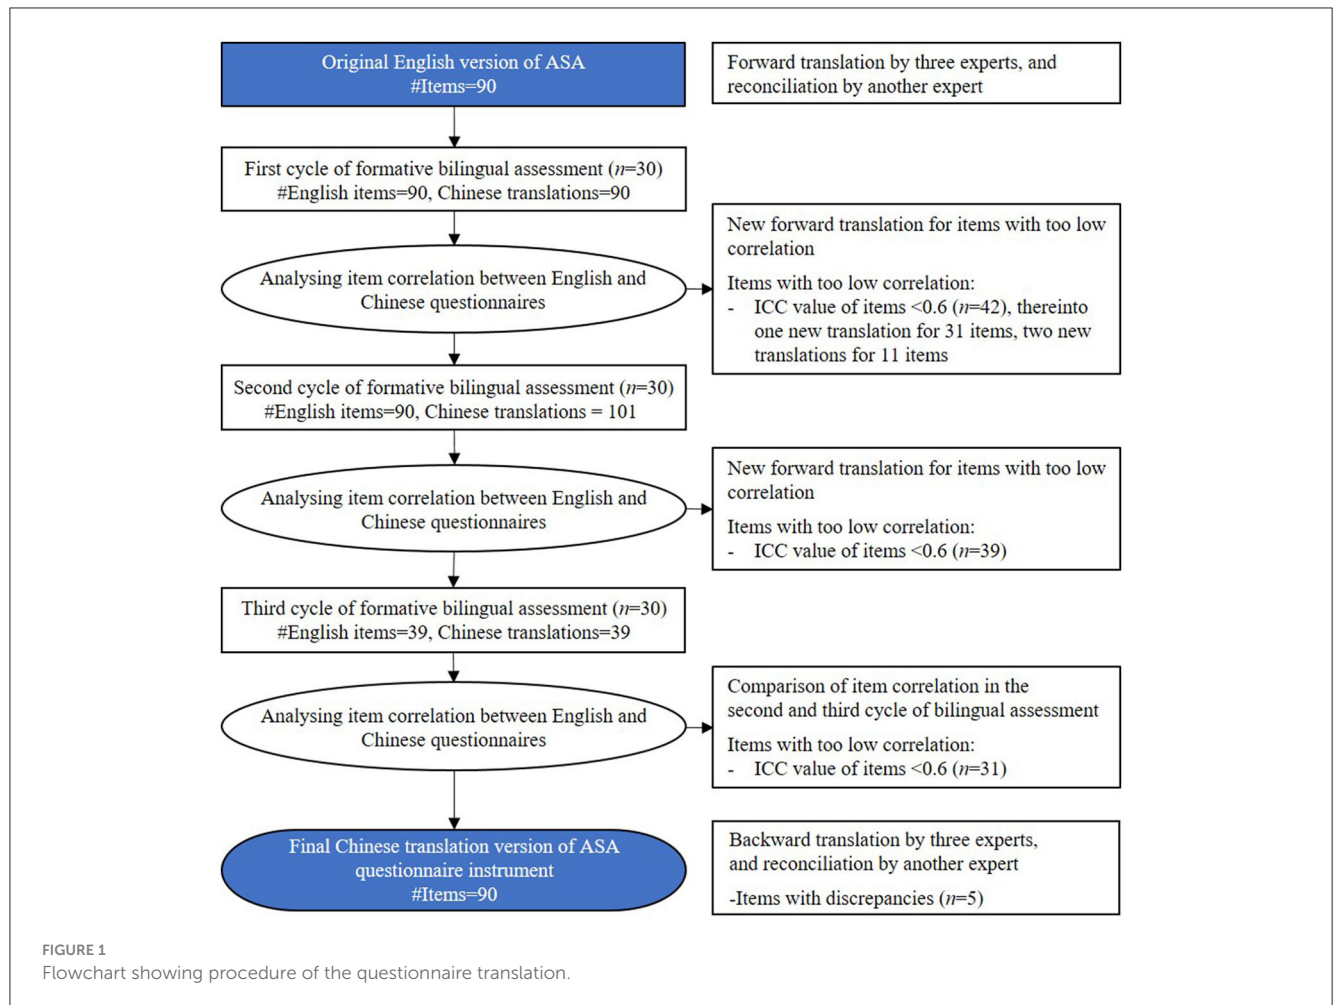 Original English version of ASA
#Items=90
Forward translation by three experts, and
reconciliation by another expert
First cycle of formative bilingual assessment (n=30)
#English items=90, Chinese translations=90
Analysing item correlation between English and
Chinese questionnaires
New forward translation for items with too low
correlation
Items with too low correlation:
- ICC value of items <0.6 (n=42), thereinto
one new translation for 31 items, two new
translations for 11 items
Second cycle of formative bilingual assessment (n=30)
#English items=90, Chinese translations = 101
Analysing item correlation between English and
Chinese questionnaires
New forward translation for items with too low
correlation
Items with too low correlation:
- ICC value of items <0.6 (n=39)
Third cycle of formative bilingual assessment (n=30)
#English items=39, Chinese translations=39
Analysing item correlation between English and
Chinese questionnaires
Comparison of item correlation in the
second and third cycle of bilingual assessment
Items with too low correlation:
- ICC value of items <0.6 (n=31)
Final Chinese translation version of ASA
questionnaire instrument
#Items=90
Backward translation by three experts,
and reconciliation by another expert
-Items with discrepancies (n=5)
FIGURE 1
Flowchart showing procedure of the questionnaire translation.